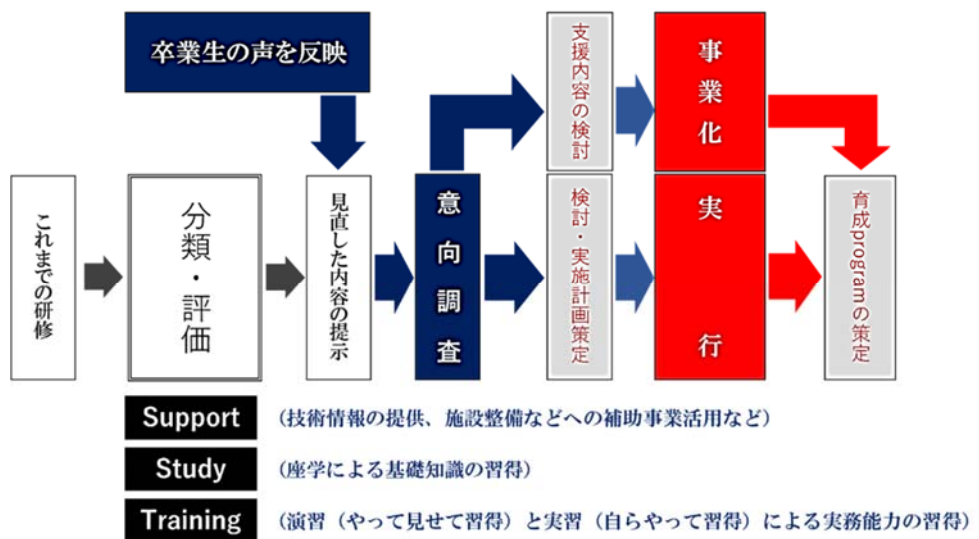 卒業生の声を反映
支援内容の検討
事業化
これまでの研修
分類・評価
見直した内容の提示
意向調査
検討・実施計画策定
実行
育成programの策定
Support
(技術情報の提供、施設整備などへの補助事業活用など)
Study
(座学による基礎知識の習得)
Training
(演習(やって見せて習得)と実習(自らやって習得)による実務能力の習得)